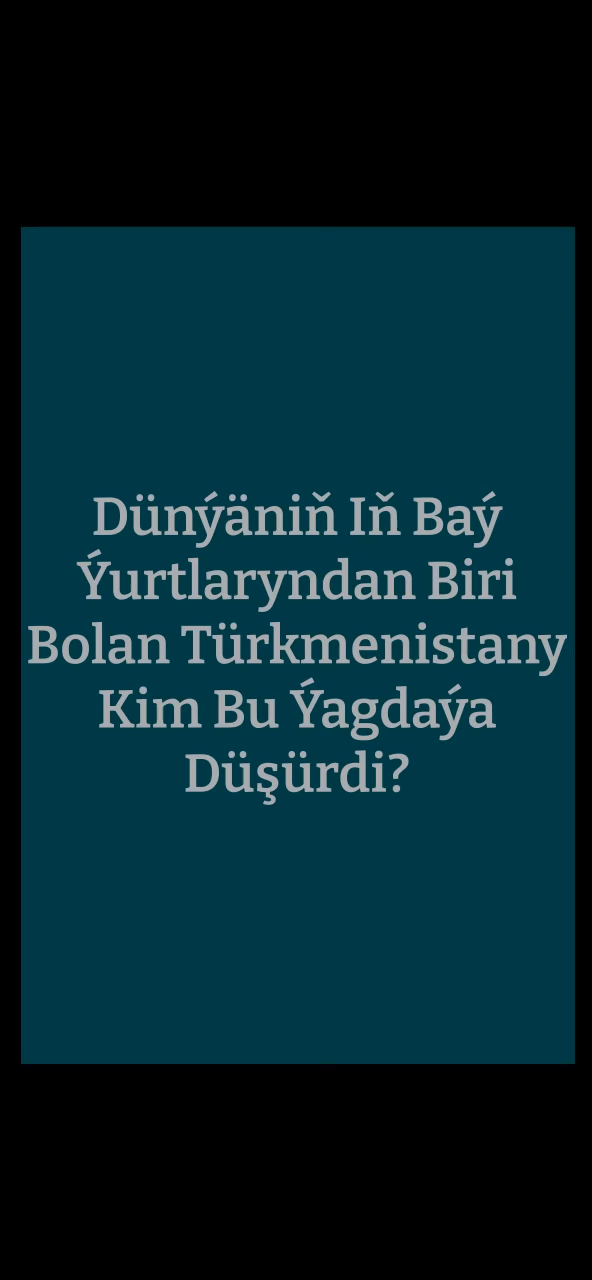 Dünýäniň Iň Baý
Ýurtlaryndan Biri
Bolan Türkmenistany
Kim Bu Ýagdaýa
Düşürdi?